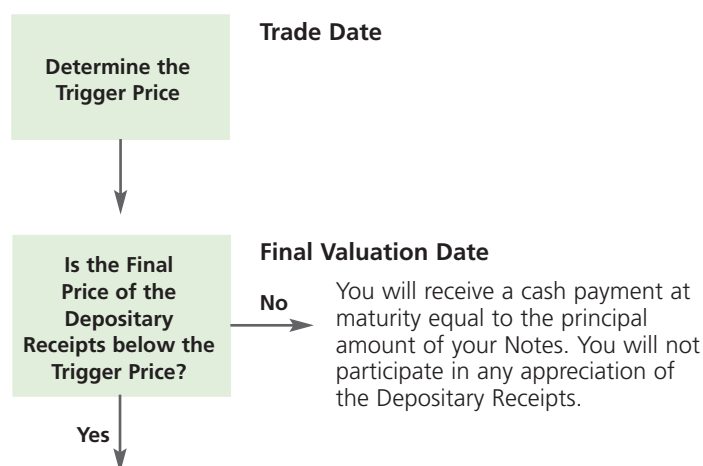 Trade Date
Determine the
Trigger Price
Final Valuation Date
Is the Final
Price of the
Depositary
Receipts below the
Trigger Price?
No
You will receive a cash payment at
maturity equal to the principal
amount of your Notes. You will not
participate in any appreciation of
the Depositary Receipts.
Yes